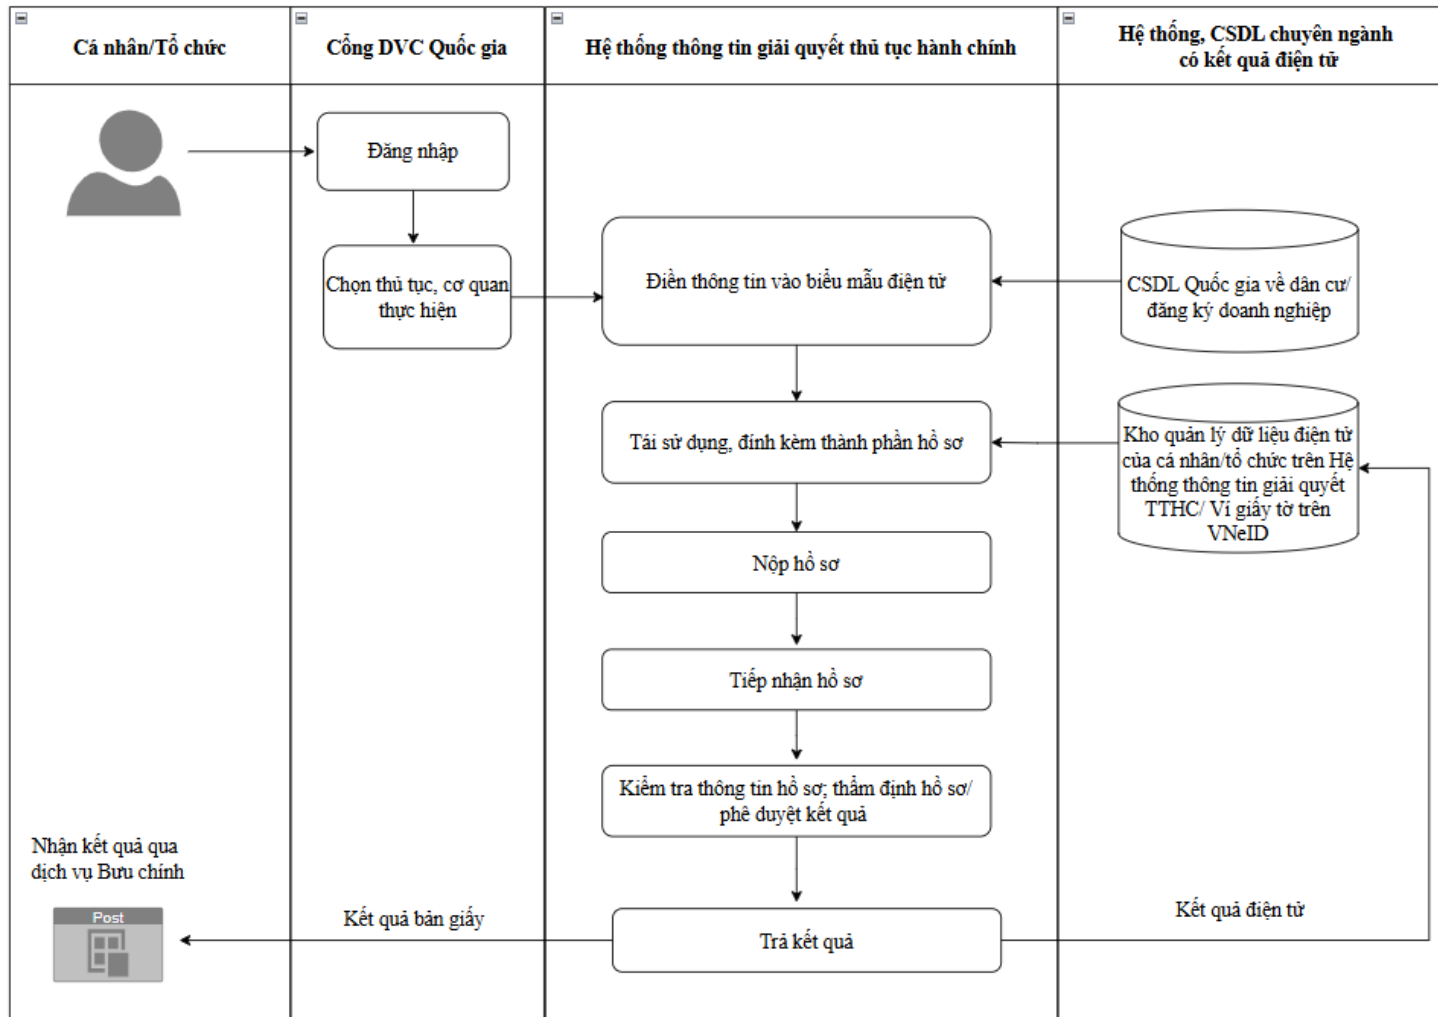 Cá nhân/Tổ chức
Cổng DVC Quốc gia
Hệ thống thông tin giải quyết thủ tục hành chính
Hệ thống, CSDL chuyên ngành
có kết quả điện tử
Đăng nhập
Chọn thủ tục, cơ quan
thực hiện
Điền thông tin vào biểu mẫu điện tử
CSDL Quốc gia về dân cư/
đăng ký doanh nghiệp
Tái sử dụng, đính kèm thành phần hồ sơ
Kho quản lý dữ liệu điện tử
của cá nhân/tổ chức trên Hệ
thống thông tin giải quyết
TTHC/ Ví giấy tờ trên
VNeID
Nộp hồ sơ
Tiếp nhận hồ sơ
Kiểm tra thông tin hồ sơ; thẩm định hồ sơ/
phê duyệt kết quả
Nhận kết quả qua
dịch vụ Bưu chính
Post
Kết quả bản giấy
Trả kết quả
Kết quả điện tử